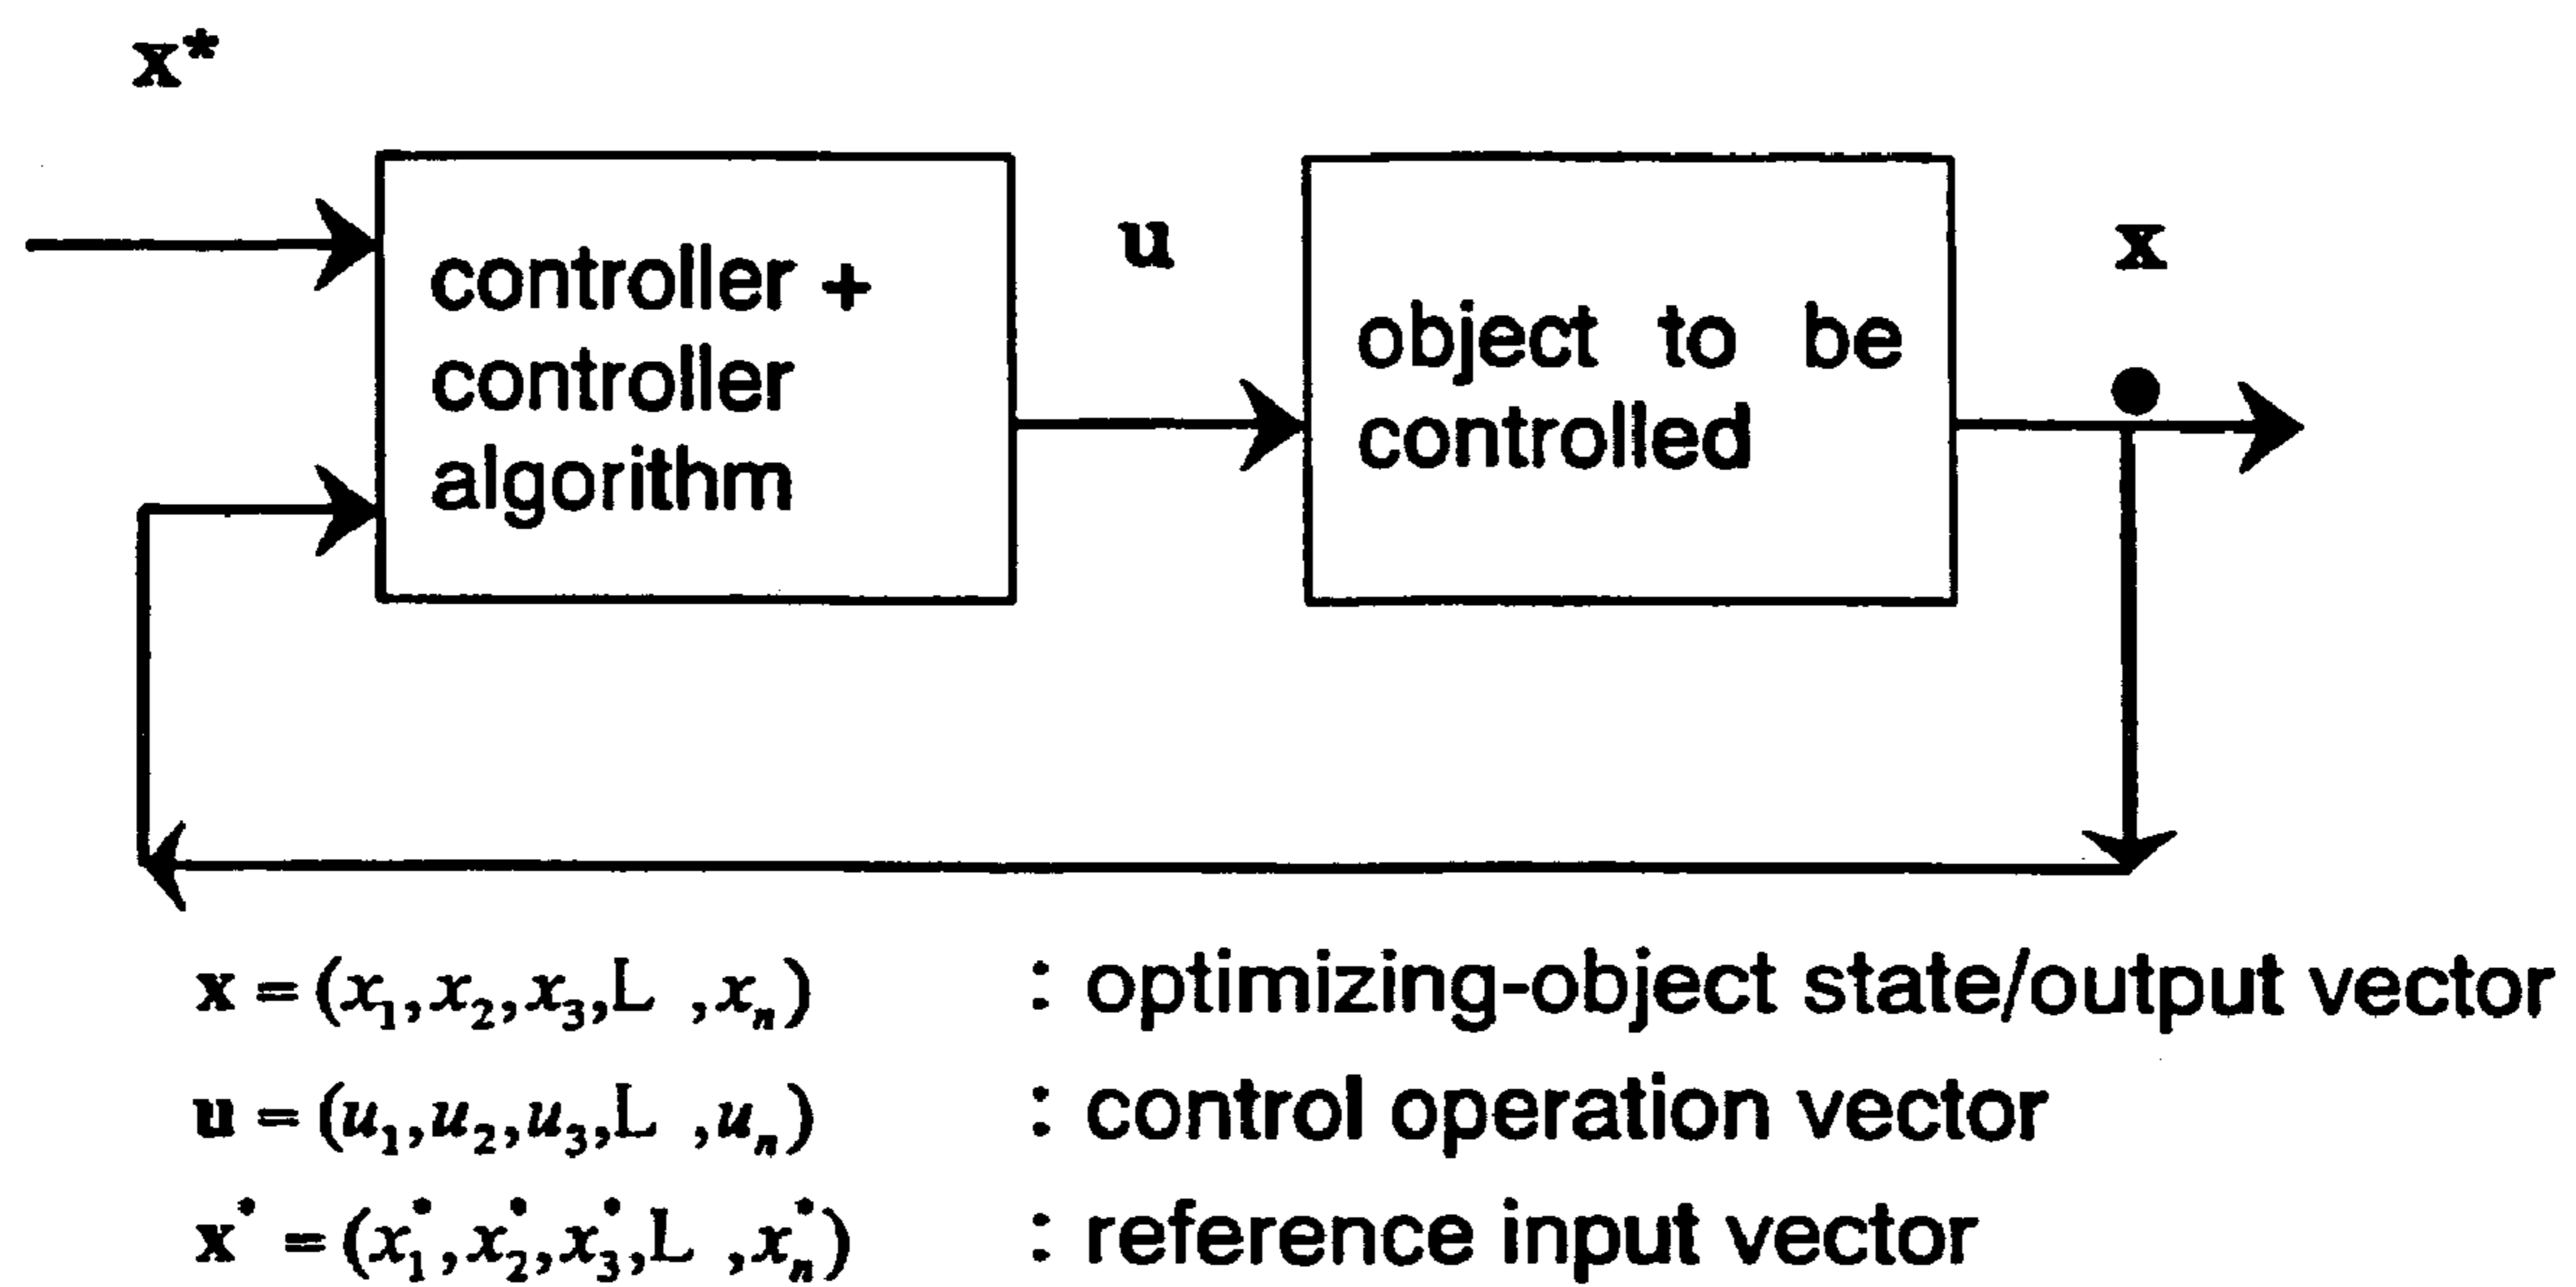 x*
controller +
controller
algorithm
u
object to be
controlled
x
x = (x₁,x₂,x₃,L ,xₙ) : optimizing-object state/output vector
u = (u₁,u₂,u₃,L ,uₙ) : control operation vector
x* = (x₁*,x₂*,x₃*,L ,xₙ*) : reference input vector